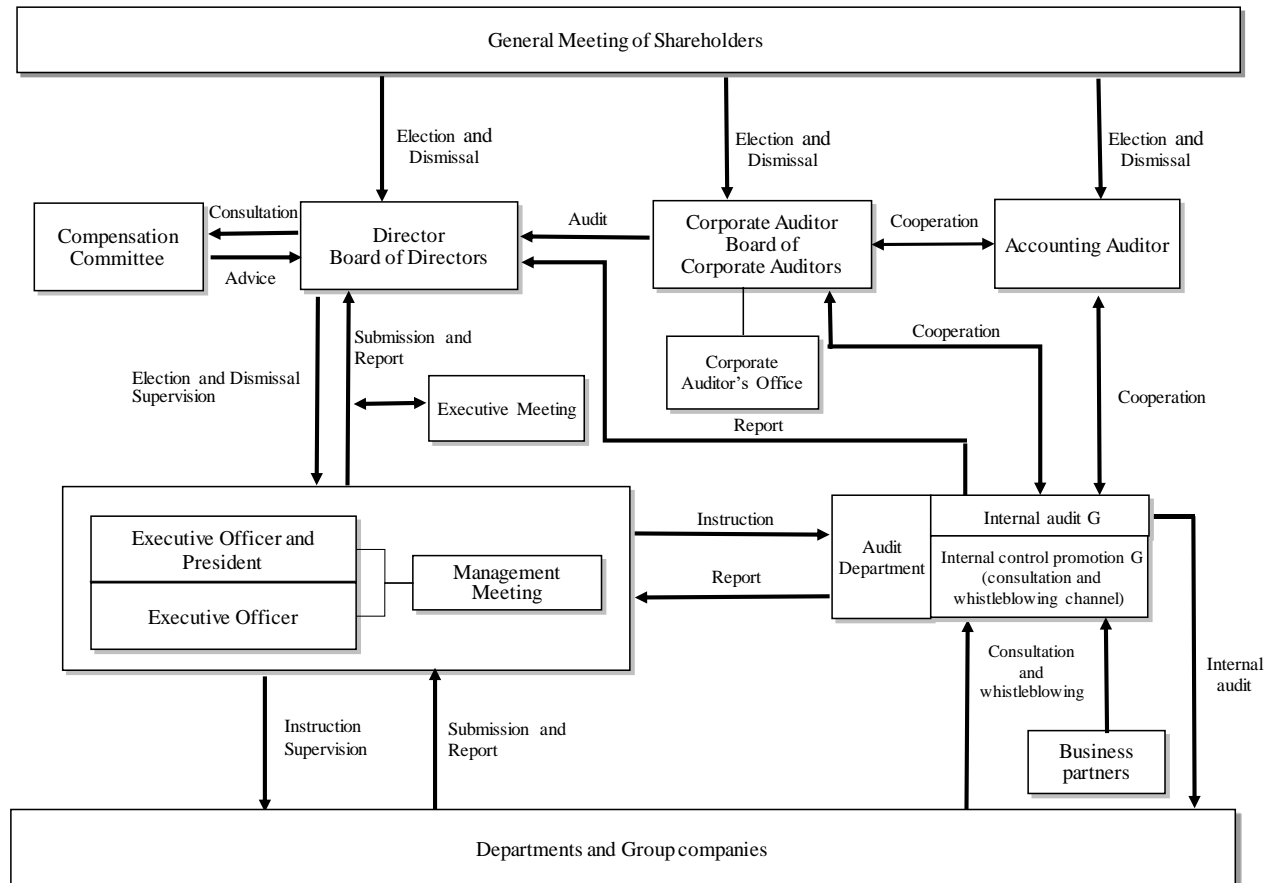 General Meeting of Shareholders
Election and
Dismissal
Election and
Dismissal
Election and
Dismissal
Compensation
Committee
Consultation
Advice
Director
Board of Directors
Audit
Corporate Auditor
Board of
Corporate Auditors
Cooperation
Accounting Auditor
Submission and
Report
Election and Dismissal
Supervision
Executive Meeting
Corporate
Auditor's Office
Cooperation
Cooperation
Report
Executive Officer and
President
Executive Officer
Management
Meeting
Instruction
Report
Audit
Department
Internal audit G
Internal control promotion G
(consultation and
whistleblowing channel)
Consultation
and
whistleblowing
Internal
audit
Instruction
Supervision
Submission and
Report
Business
partners
Departments and Group companies